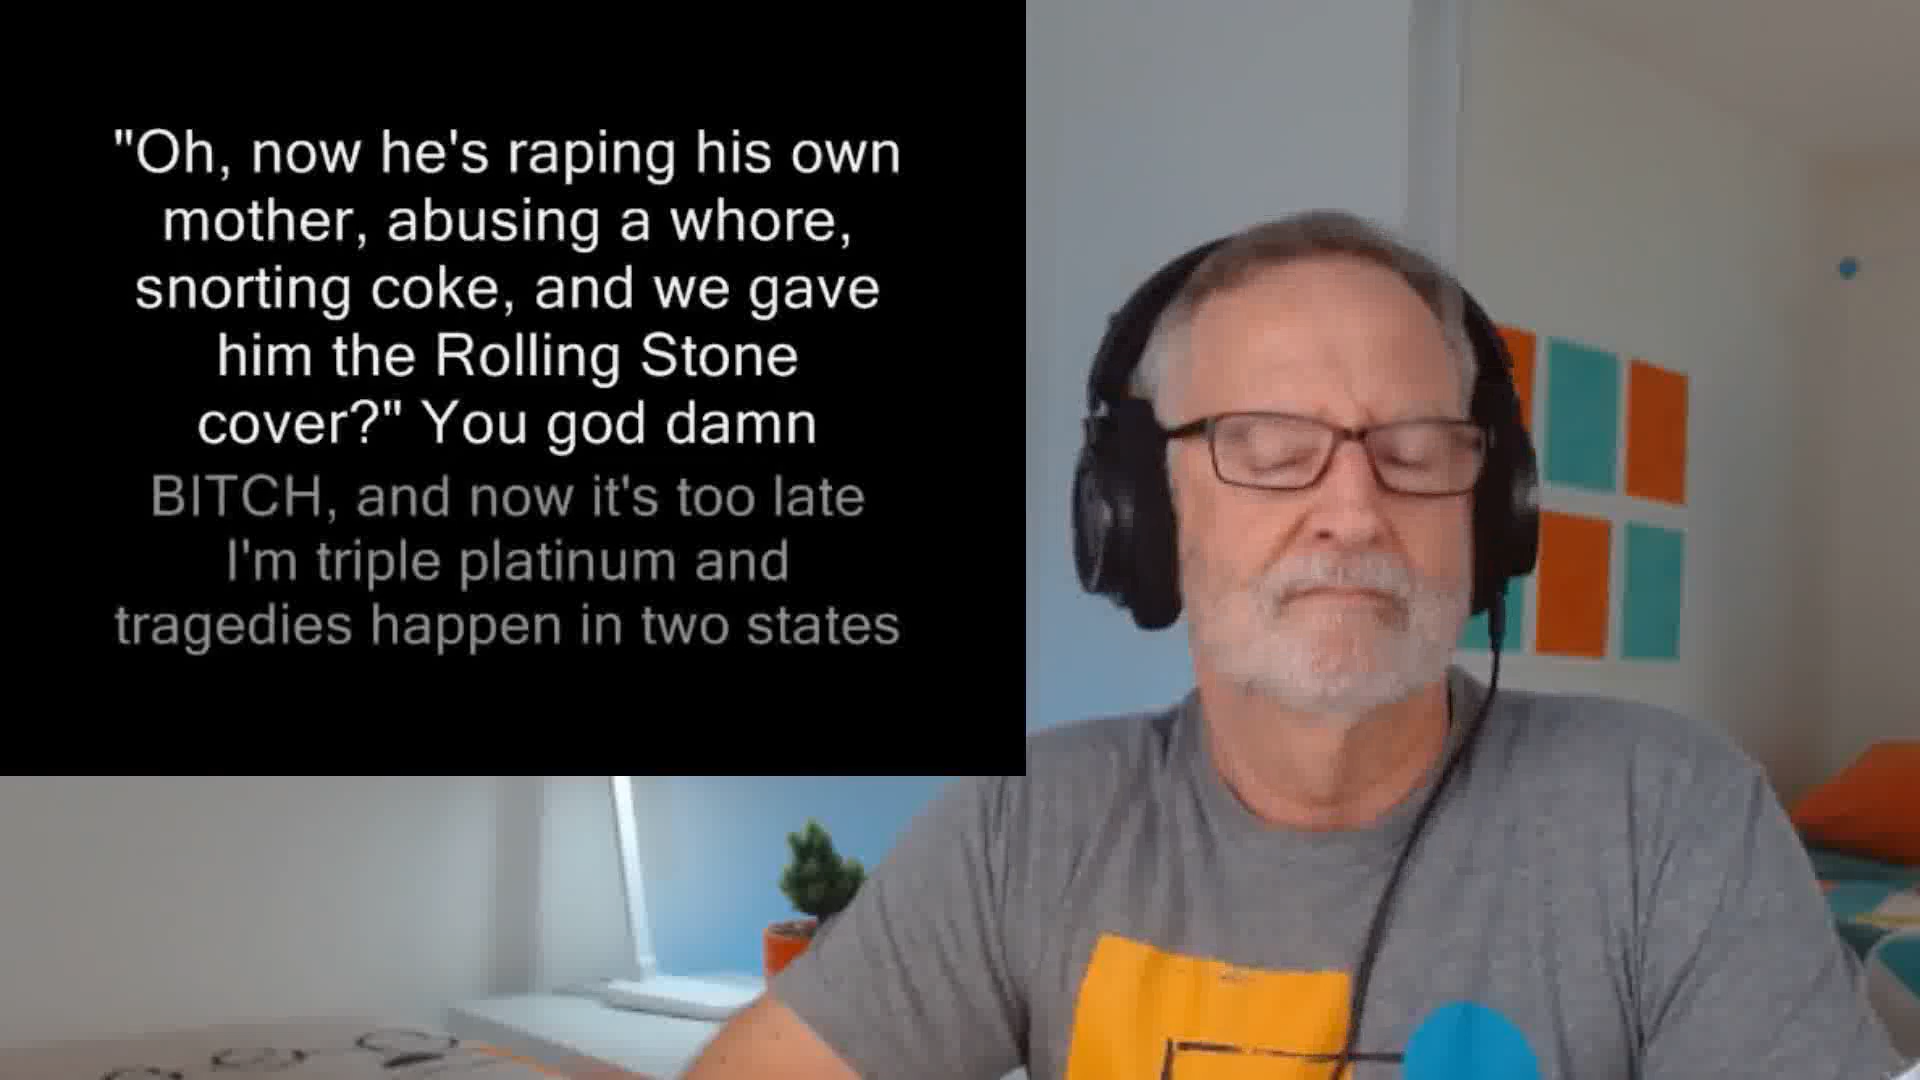 "Oh, now he's raping his own
mother, abusing a whore,
snorting coke, and we gave
him the Rolling Stone
cover?" You god damn
BITCH, and now it's too late
I'm triple platinum and
tragedies happen in two states